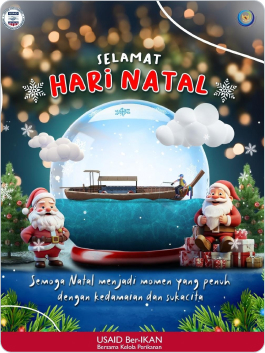 SELAMAT
HARI NATAL
Semoga Natal menjadi momen yang penuh
dengan kedamaian dan sukacita
USAID Ber-IKAN
Bersama Kelola Perikanan